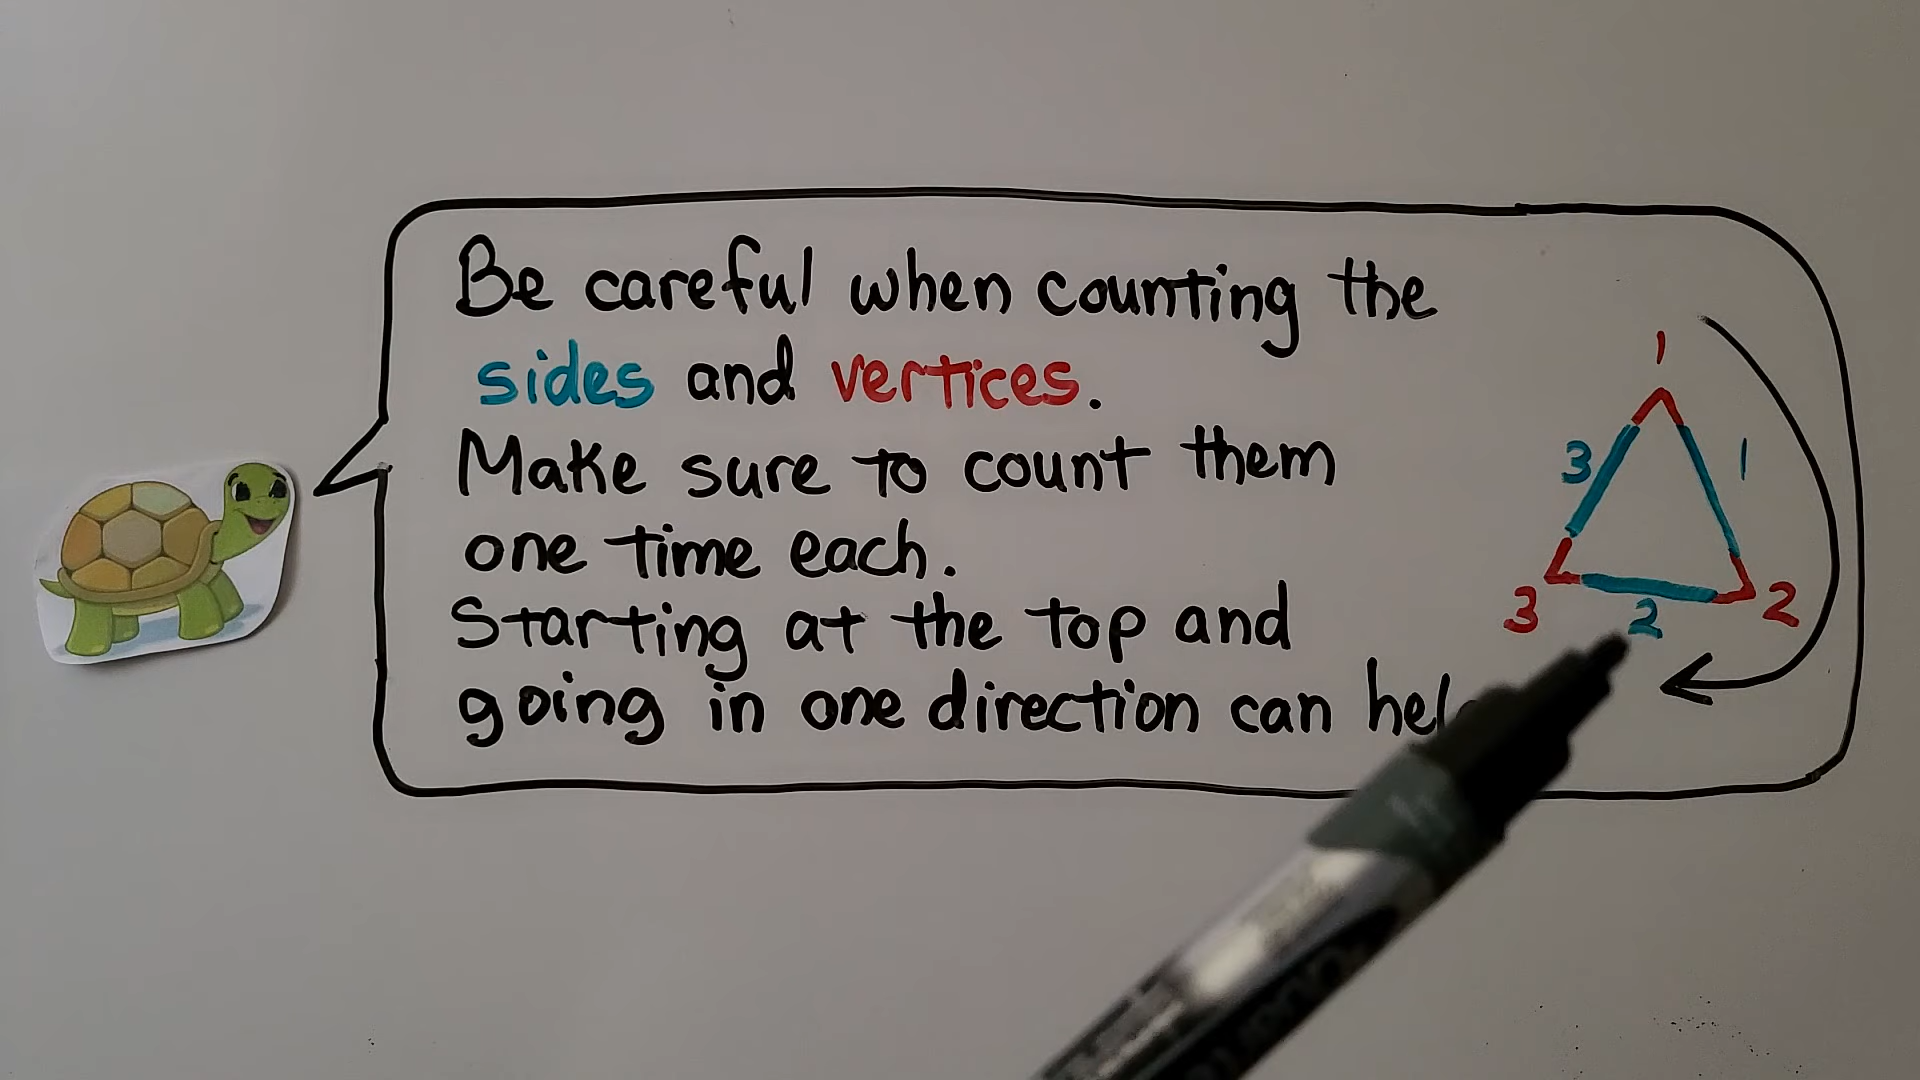 Be careful when counting the
sides and vertices.
Make sure to count them
one time each.
Starting at the top and
going in one direction can
1
3 1
3 2 2